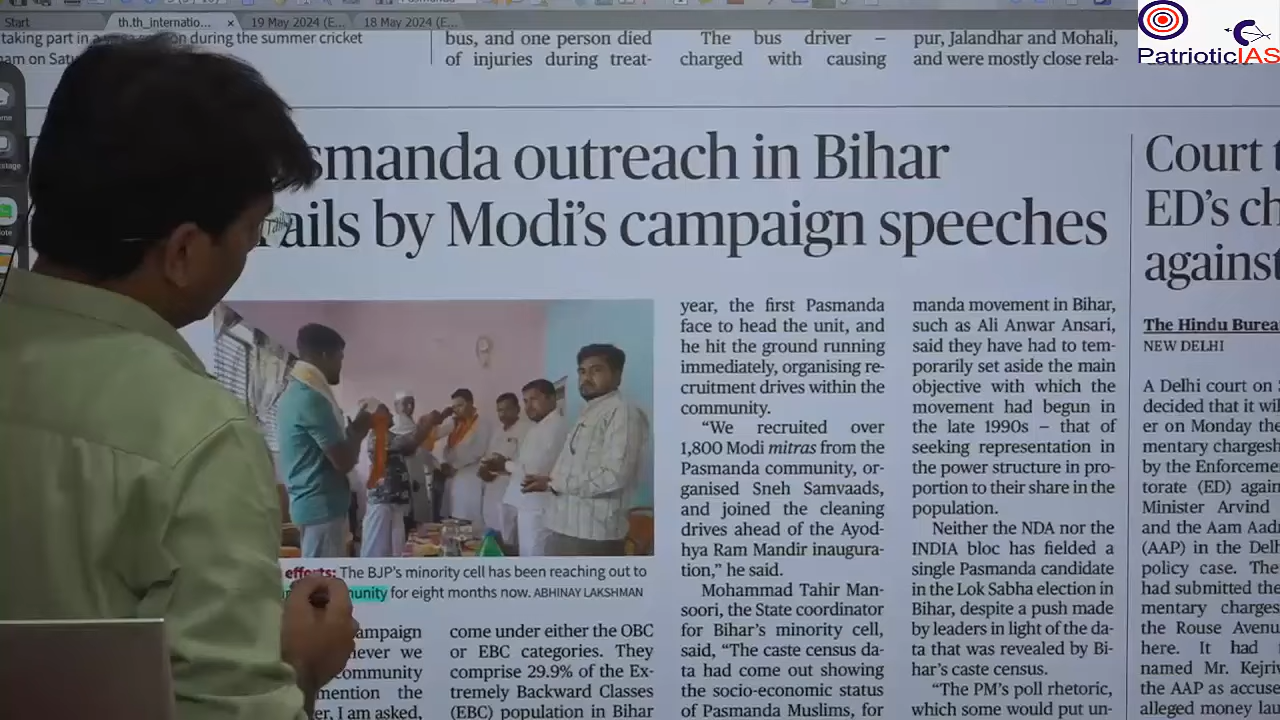 Start
th.th_internatio...
19 May 2024 (E...
18 May 2024 (E...
PatrioticIAS
taking part in a
on during the summer cricket
am on Satu
bus, and one person died
of injuries during treat-
The bus driver –
charged with causing
pur, Jalandhar and Mohali,
and were mostly close rela-
smanda outreach in Bihar
ails by Modi's campaign speeches
efforts: The BJP's minority cell has been reaching out to
unity for eight months now. ABHINAY LAKSHMAN
ampaign
ever we
community
mention the
er, I am asked,
come under either the OBC
or EBC categories. They
comprise 29.9% of the Ex-
tremely Backward Classes
(EBC) population in Bihar
year, the first Pasmanda
face to head the unit, and
he hit the ground running
immediately, organising re-
cruitment drives within the
community.
"We recruited over
1,800 Modi mitras from the
Pasmanda community, or-
ganised Sneh Samvaads,
and joined the cleaning
drives ahead of the Ayod-
hya Ram Mandir inaugura-
tion," he said.
Mohammad Tahir Man-
soori, the State coordinator
for Bihar's minority cell,
said, "The caste census da-
ta had come out showing
the socio-economic status
of Pasmanda Muslims, for
manda movement in Bihar,
such as Ali Anwar Ansari,
said they have had to tem-
porarily set aside the main
objective with which the
movement had begun in
the late 1990s – that of
seeking representation in
the power structure in pro-
portion to their share in the
population.
Neither the NDA nor the
INDIA bloc has fielded a
single Pasmanda candidate
in the Lok Sabha election in
Bihar, despite a push made
by leaders in light of the da-
ta that was revealed by Bi-
har's caste census.
"The PM's poll rhetoric,
which some would put un-
Court t
ED's ch
against
The Hindu Burea
NEW DELHI
A Delhi court on
decided that it wil
er on Monday the
mentary chargesh
by the Enforceme
torate (ED) again
Minister Arvind
and the Aam Aad
(AAP) in the Delh
policy case. The
had submitted the
mentary charges
the Rouse Avenu
here. It had
named Mr. Kejriv
the AAP as accuse
alleged money lau